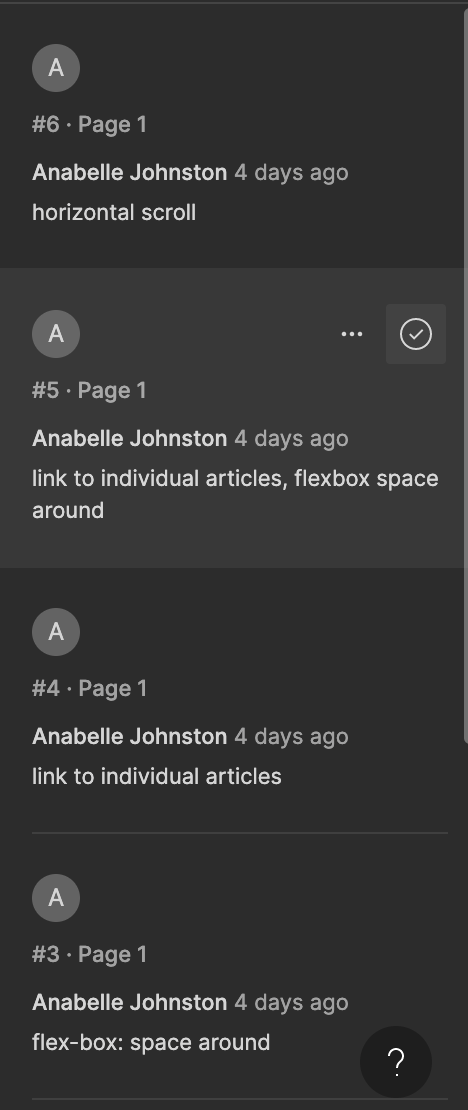 A
#6 · Page 1
Anabelle Johnston 4 days ago
horizontal scroll
A
#5 · Page 1
Anabelle Johnston 4 days ago
link to individual articles, flexbox space
around
A
#4 · Page 1
Anabelle Johnston 4 days ago
link to individual articles
A
#3 · Page 1
Anabelle Johnston 4 days ago
flex-box: space around
?